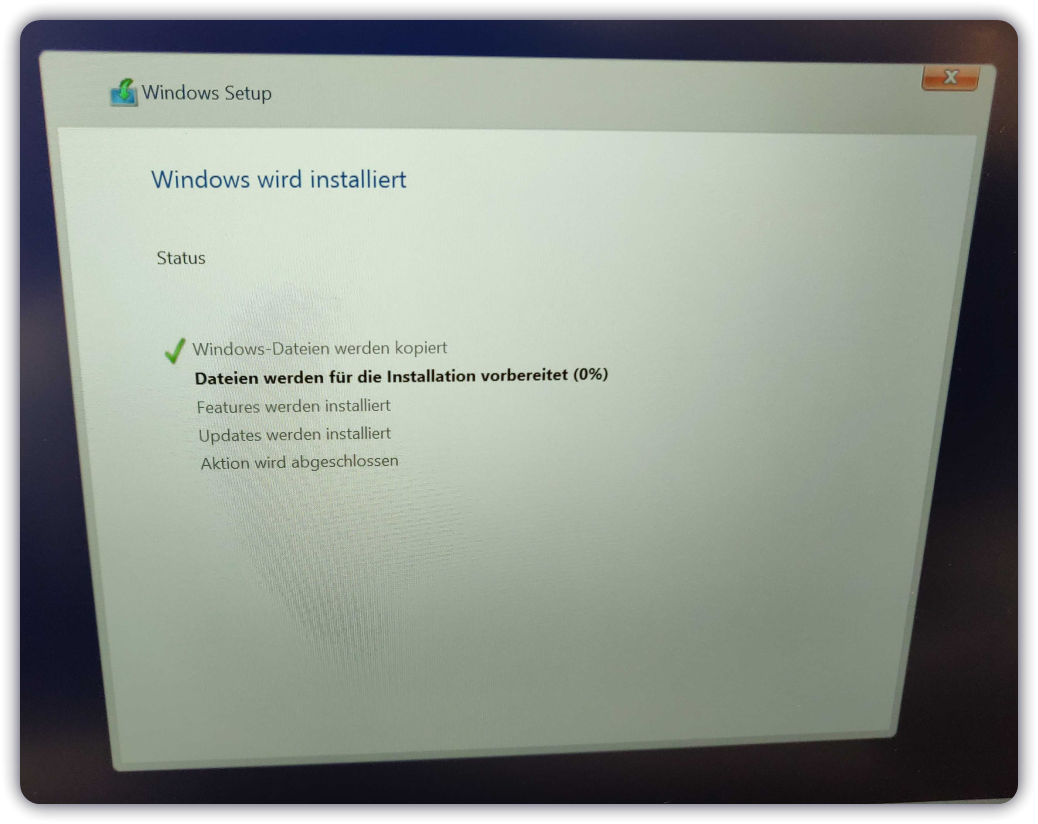 Windows Setup
X
Windows wird installiert
Status
Windows-Dateien werden kopiert
Dateien werden für die Installation vorbereitet (0%)
Features werden installiert
Updates werden installiert
Aktion wird abgeschlossen